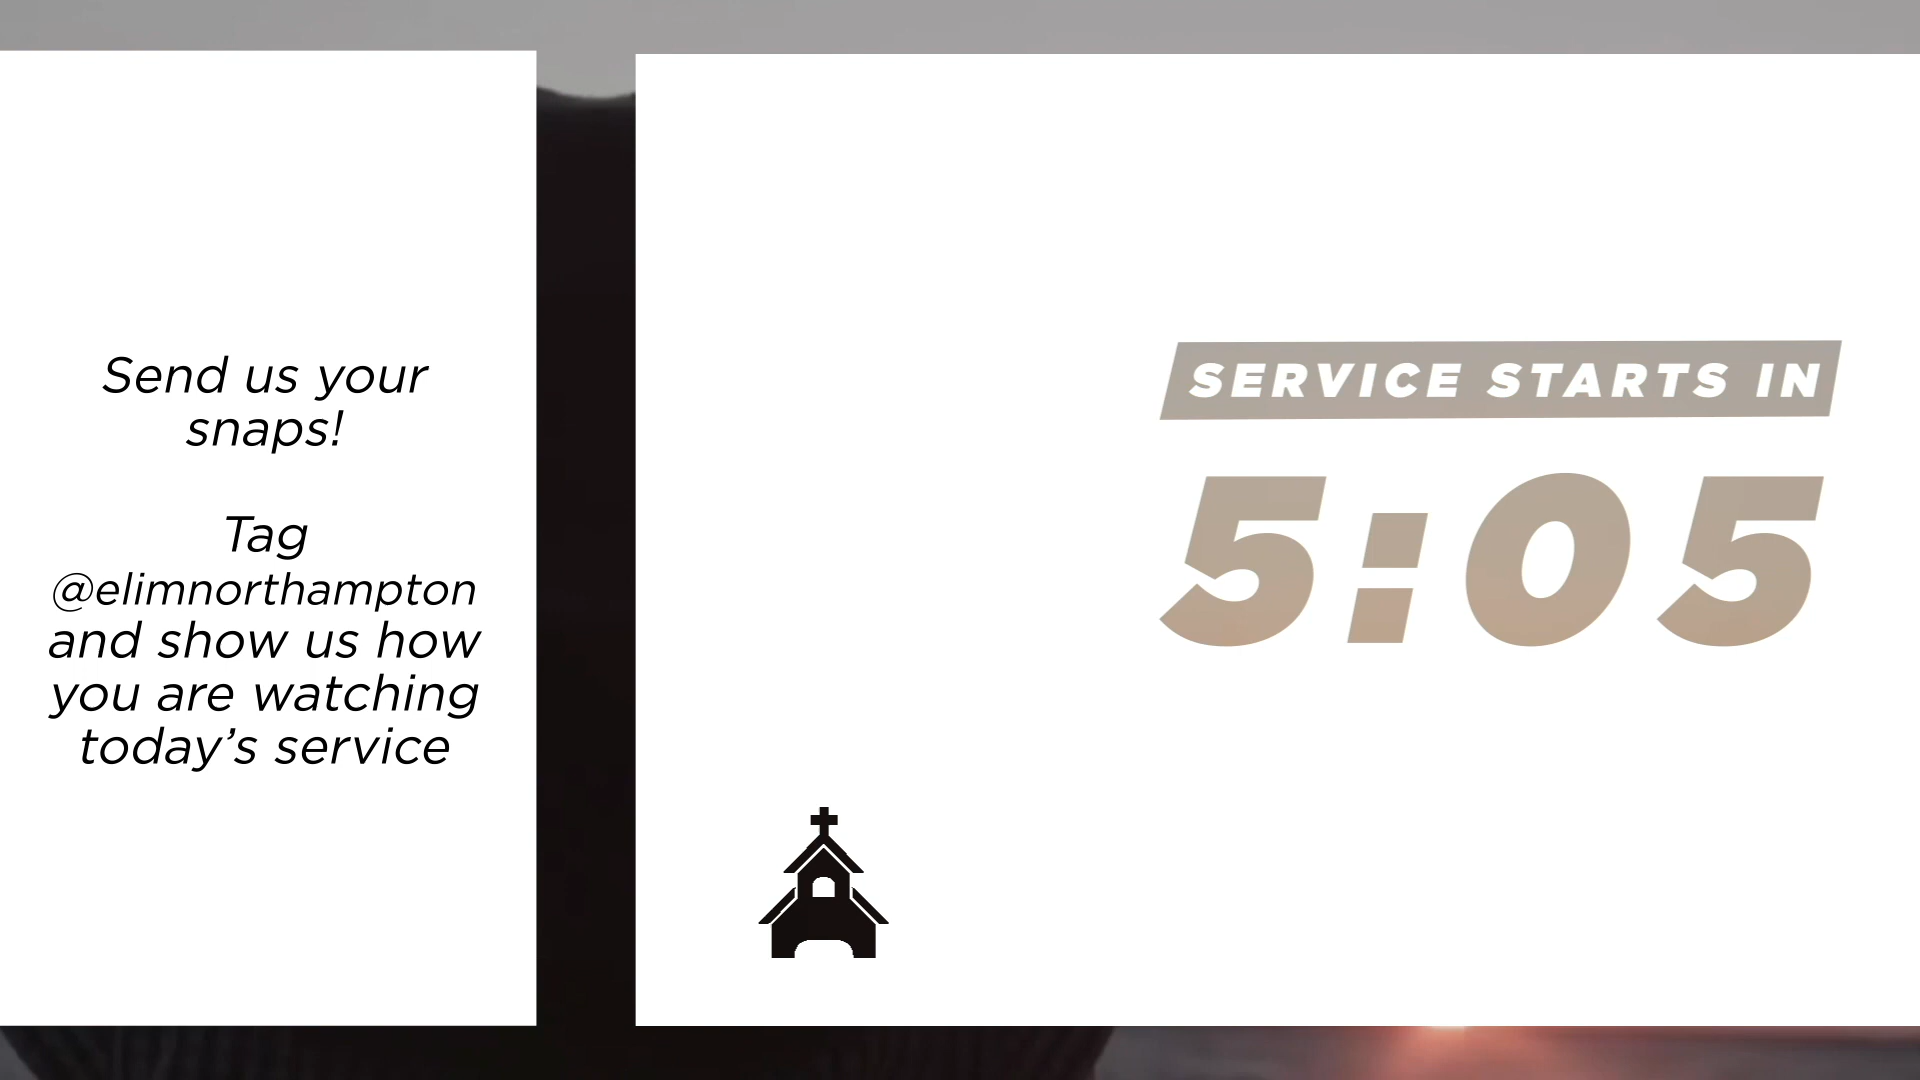 Send us your
snaps!
Tag
@elimnorthampton
and show us how
you are watching
today’s service
SERVICE STARTS IN
5:05